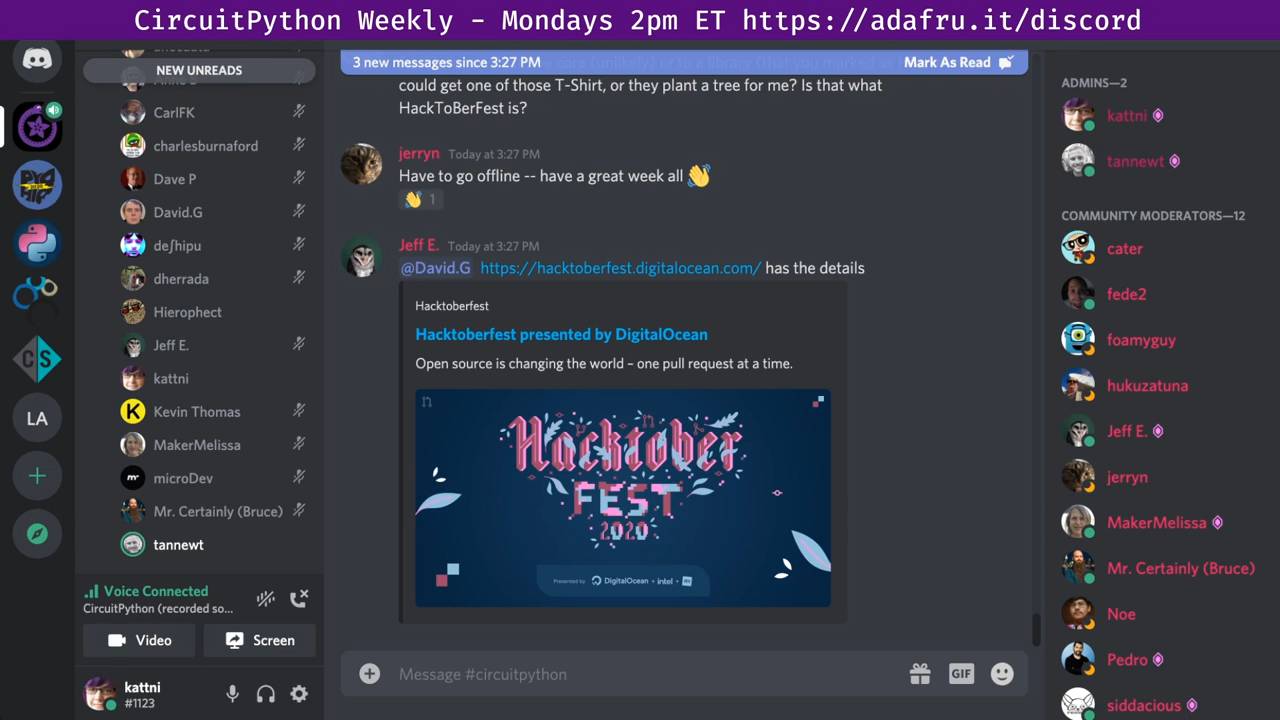 CircuitPython Weekly - Mondays 2pm ET https://adafru.it/discord
NEW UNREADS
CarlFK
charlesburnaford
Dave P
David.G
deʃhipu
dherrada
Hierophect
Jeff E.
kattni
Kevin Thomas
MakerMelissa
microDev
Mr. Certainly (Bruce)
tannewt
Voice Connected
CircuitPython (recorded so...
Video
Screen
kattni
#1123
LA
CS
3 new messages since 3:27 PM
Mark As Read
could get one of those T-Shirt, or they plant a tree for me? Is that what
HackToBerFest is?
jerryn Today at 3:27 PM
Have to go offline -- have a great week all 👋
👋 1
Jeff E. Today at 3:27 PM
@David.G https://hacktoberfest.digitalocean.com/ has the details
Hacktoberfest
Hacktoberfest presented by DigitalOcean
Open source is changing the world – one pull request at a time.
Hacktober
FEST
2020
Presented by DigitalOcean + intel +
Message #circuitpython
GIF
ADMINS—2
kattni
tannewt
COMMUNITY MODERATORS—12
cater
fede2
foamyguy
hukuzatuna
Jeff E.
jerryn
MakerMelissa
Mr. Certainly (Bruce)
Noe
Pedro
siddacious